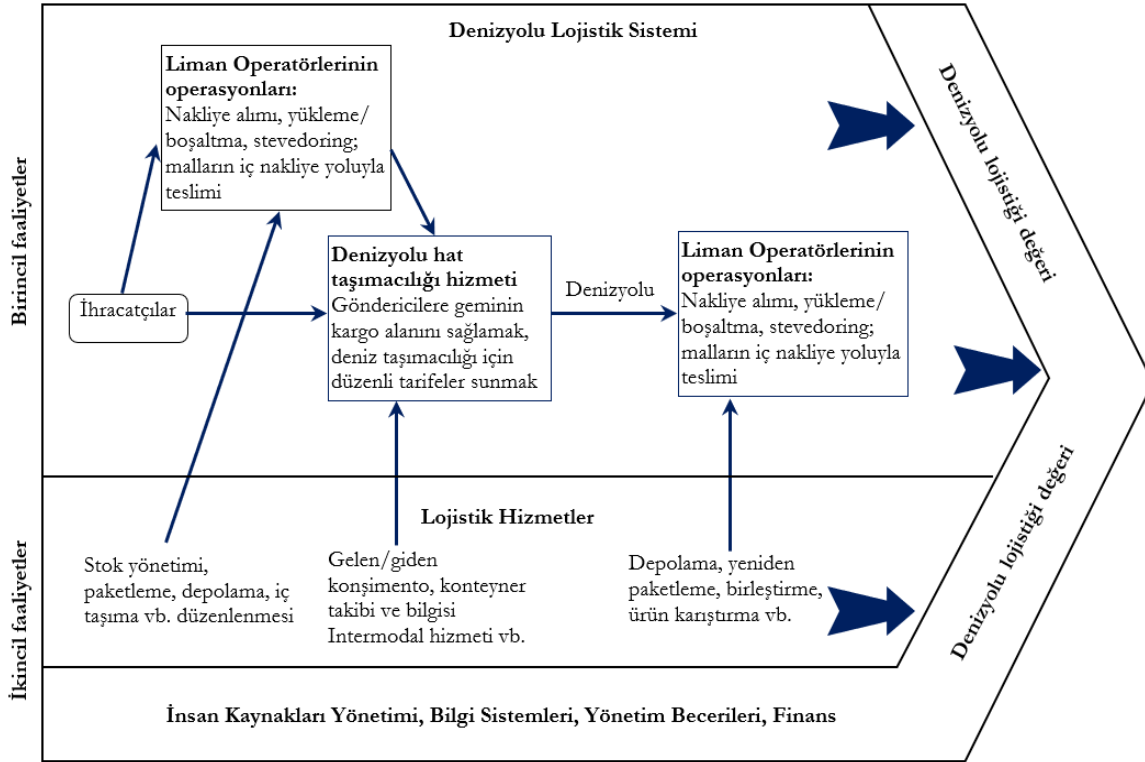 Denizyolu Lojistik Sistemi
Birincil faaliyetler
Liman Operatörlerinin
operasyonları:
Nakliye alımı, yükleme/
boşaltma, stevedoring;
malların iç nakliye yoluyla
teslimi
İhracatçılar
Denizyolu hat
taşımacılığı hizmeti
Göndericilere geminin
kargo alanını sağlamak,
deniz taşımacılığı için
düzenli tarifeler sunmak
Denizyolu
Liman Operatörlerinin
operasyonları:
Nakliye alımı, yükleme/
boşaltma, stevedoring;
malların iç nakliye yoluyla
teslimi
Denizyolu lojistiği değeri
İkincil faaliyetler
Lojistik Hizmetler
Stok yönetimi,
paketleme, depolama, iç
taşıma vb. düzenlenmesi
Gelen/giden
konşimento, konteyner
takibi ve bilgisi
Intermodal hizmeti vb.
Depolama, yeniden
paketleme, birleştirme,
ürün karıştırma vb.
Denizyolu lojistiği değeri
İnsan Kaynakları Yönetimi, Bilgi Sistemleri, Yönetim Becerileri, Finans